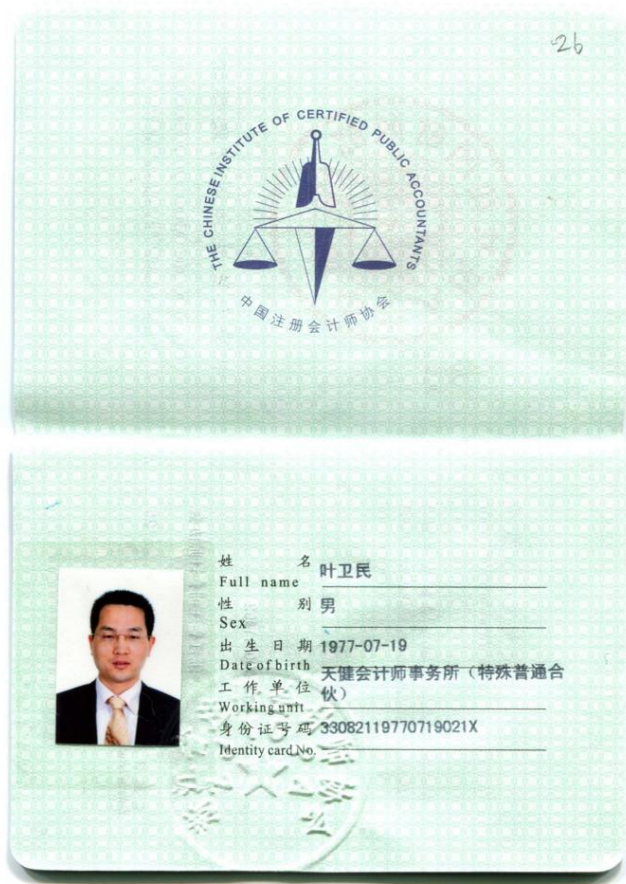 26
THE CHINESE INSTITUTE OF CERTIFIED PUBLIC ACCOUNTANTS
中国注册会计师协会
姓 名 叶卫民
Full name
性 别 男
Sex
出 生 日 期 1977-07-19
Date of birth
工 作 单 位 天健会计师事务所（特殊普通合
伙）
Working unit
身份证号码 33082119770719021X
Identity card No.